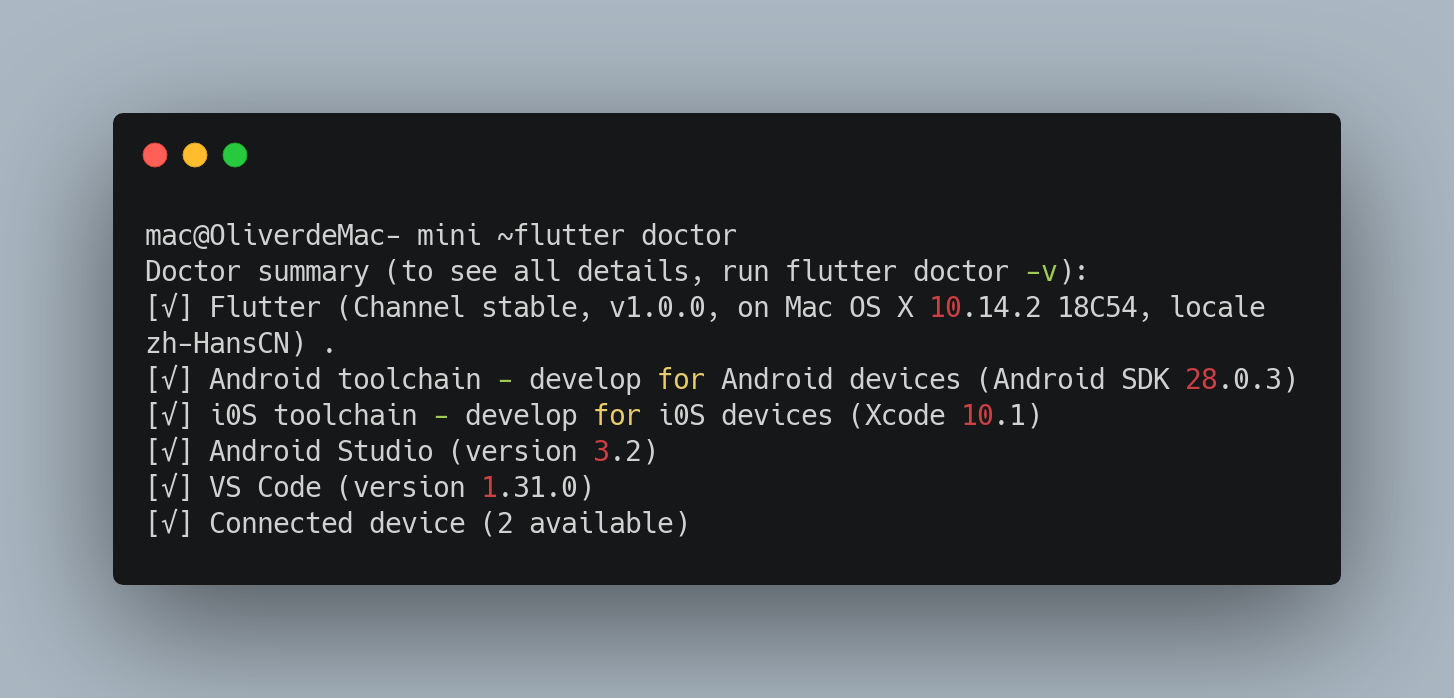 mac@OliverdeMac- mini ~flutter doctor
Doctor summary (to see all details, run flutter doctor -v):
[√] Flutter (Channel stable, v1.0.0, on Mac OS X 10.14.2 18C54, locale
zh-HansCN) .
[√] Android toolchain - develop for Android devices (Android SDK 28.0.3)
[√] i0S toolchain - develop for i0S devices (Xcode 10.1)
[√] Android Studio (version 3.2)
[√] VS Code (version 1.31.0)
[√] Connected device (2 available)